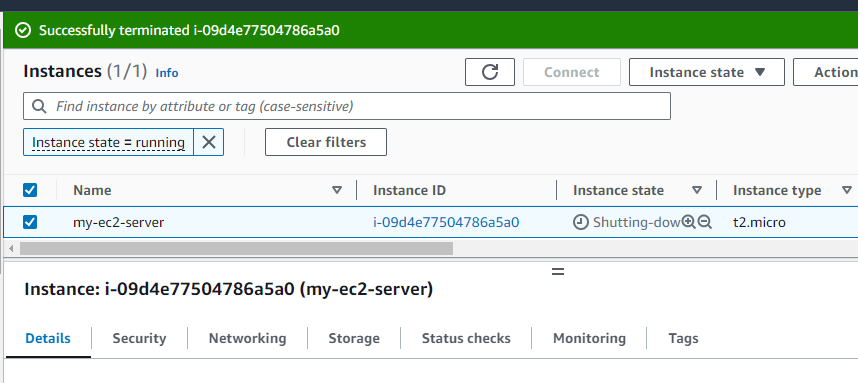 Successfully terminated i-09d4e77504786a5a0
Instances (1/1) Info
Connect
Instance state
Action
Find instance by attribute or tag (case-sensitive)
Instance state = running
Clear filters
Name Instance ID Instance state Instance type
my-ec2-server i-09d4e77504786a5a0 Shutting-dow t2.micro
Instance: i-09d4e77504786a5a0 (my-ec2-server)
Details Security Networking Storage Status checks Monitoring Tags